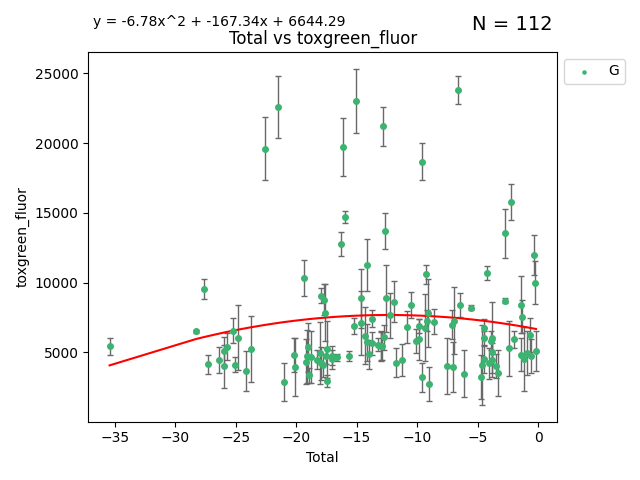 y = -6.78x^2 + -167.34x + 6644.29
N = 112
Total vs toxgreen_fluor
G
toxgreen_fluor
25000
20000
15000
10000
5000
−35 −30 −25 −20 −15 −10 −5 0
Total